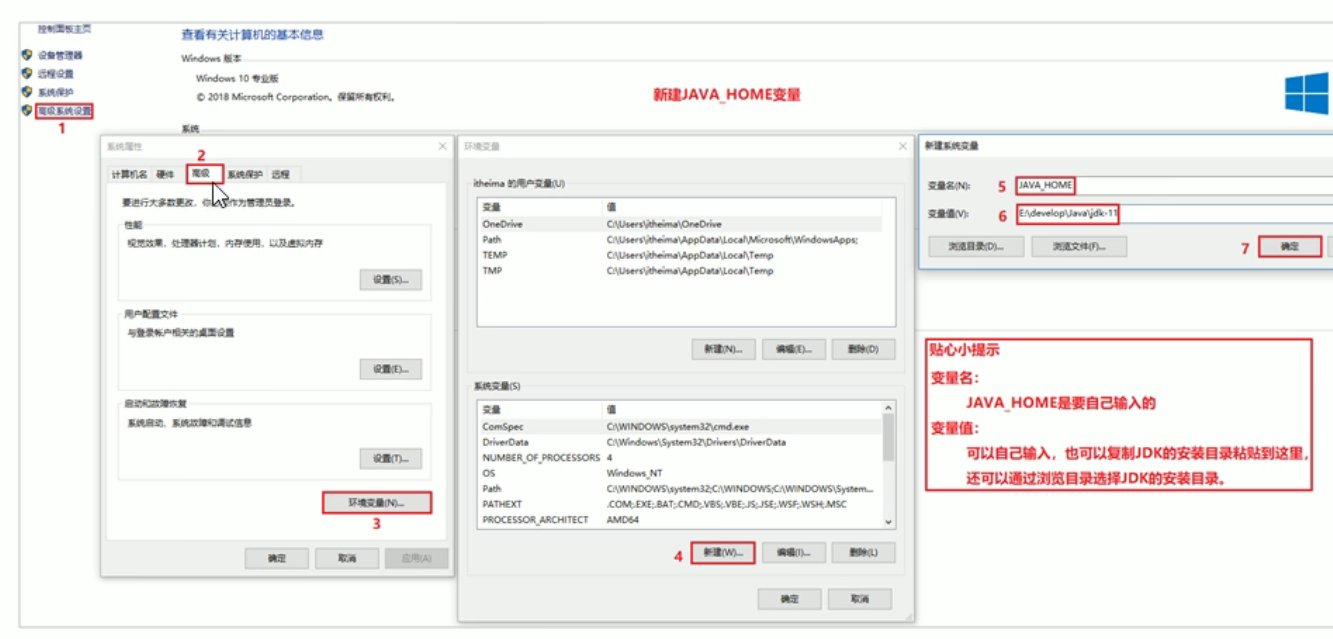 控制面板主页
查看有关计算机的基本信息
设备管理器
远程设置
系统保护
高级系统设置
1
Windows 版本
Windows 10 专业版
© 2018 Microsoft Corporation。保留所有权利。
系统
新建JAVA_HOME变量
系统属性
2
计算机名 硬件 高级 系统保护 远程
要进行大多数更改，你 作为管理员登录。
性能
视觉效果，处理器计划，内存使用，以及虚拟内存
设置(S)...
用户配置文件
与登录帐户相关的桌面设置
设置(E)...
启动和故障恢复
系统启动、系统故障和调试信息
设置(T)...
环境变量(N)...
3
确定 取消 应用(A)
环境变量
itheima 的用户变量(U)
变量 值
OneDrive C:\Users\itheima\OneDrive
Path C:\Users\itheima\AppData\Local\Microsoft\WindowsApps;
TEMP C:\Users\itheima\AppData\Local\Temp
TMP C:\Users\itheima\AppData\Local\Temp
新建(N)... 编辑(E)... 删除(D)
系统变量(S)
变量 值
ComSpec C:\WINDOWS\system32\cmd.exe
DriverData C:\Windows\System32\Drivers\DriverData
NUMBER_OF_PROCESSORS 4
OS Windows_NT
Path C:\WINDOWS\system32;C:\WINDOWS;C:\WINDOWS\System...
PATHEXT .COM;.EXE;.BAT;.CMD;.VBS;.VBE;.JS;.JSE;.WSF;.WSH;.MSC
PROCESSOR_ARCHITECT AMD64
4 新建(W)... 编辑(I)... 删除(L)
确定 取消
新建系统变量
变量名(N): 5 JAVA_HOME
变量值(V): 6 E:\develop\Java\jdk-11
浏览目录(D)... 浏览文件(F)... 7 确定
贴心小提示
变量名：
JAVA_HOME是要自己输入的
变量值：
可以自己输入，也可以复制JDK的安装目录粘贴到这里，
还可以通过浏览目录选择JDK的安装目录。